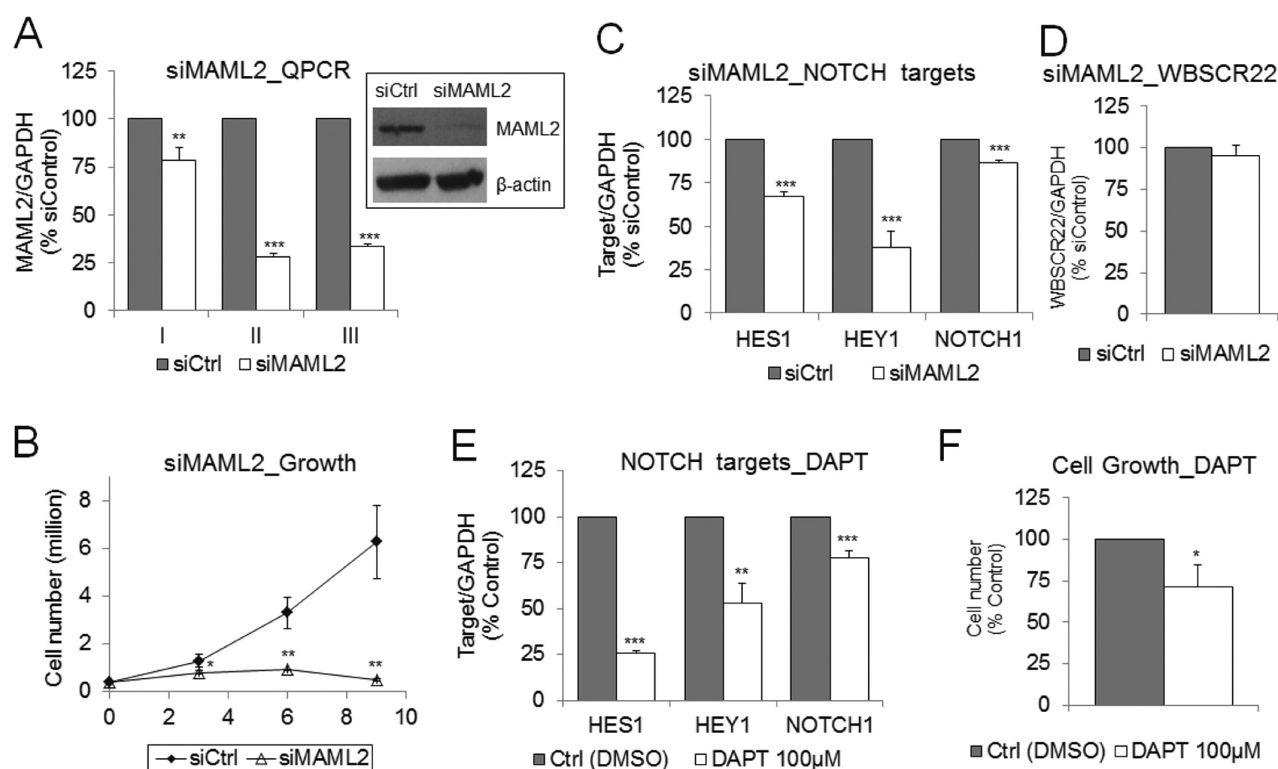 A
siMAML2_QPCR
MAML2/GAPDH
(% siControl)
125
100
75
50
25
0
**
***
***
I II III
siCtrl siMAML2
siCtrl siMAML2
MAML2
β-actin
C
siMAML2_NOTCH targets
Target/GAPDH
(% siControl)
125
100
75
50
25
0
***
***
***
HES1 HEY1 NOTCH1
siCtrl siMAML2
D
siMAML2_WBSCR22
WBSCR22/GAPDH
(% siControl)
125
100
75
50
25
0
siCtrl siMAML2
B
siMAML2_Growth
Cell number (million)
8
6
4
2
0
*
**
**
0 2 4 6 8 10
siCtrl siMAML2
E
NOTCH targets_DAPT
Target/GAPDH
(% Control)
125
100
75
50
25
0
***
**
***
HES1 HEY1 NOTCH1
Ctrl (DMSO) DAPT 100µM
F
Cell Growth_DAPT
Cell number
(% Control)
125
100
75
50
25
0
*
Ctrl (DMSO) DAPT 100µM